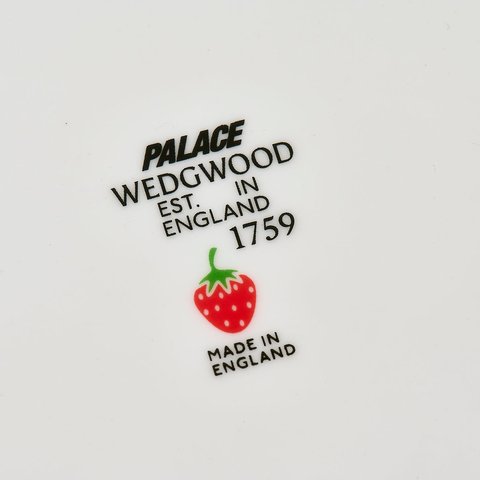 PALACE
WEDGWOOD
EST. IN
ENGLAND
1759
MADE IN
ENGLAND